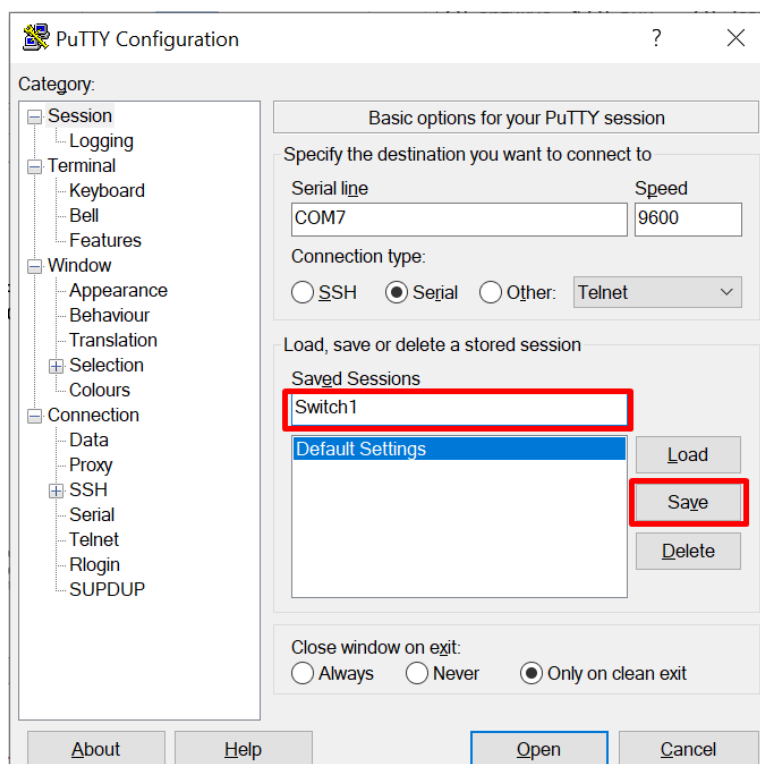 PuTTY Configuration
?
Category:
Session
Logging
Terminal
Keyboard
Bell
Features
Window
Appearance
Behaviour
Translation
Selection
Colours
Connection
Data
Proxy
SSH
Serial
Telnet
Rlogin
SUPDUP
Basic options for your PuTTY session
Specify the destination you want to connect to
Serial line Speed
COM7 9600
Connection type:
SSH Serial Other: Telnet
Load, save or delete a stored session
Saved Sessions
Switch1
Default Settings
Load
Save
Delete
Close window on exit:
Always Never Only on clean exit
About Help Open Cancel